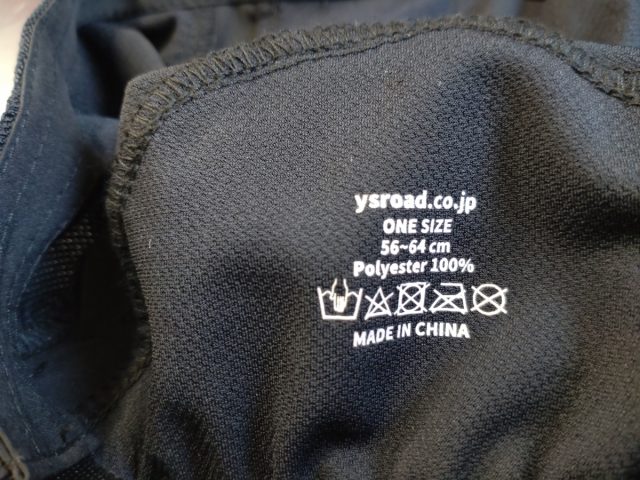 ysroad.co.jp
ONE SIZE
56~64 cm
Polyester 100%
MADE IN CHINA